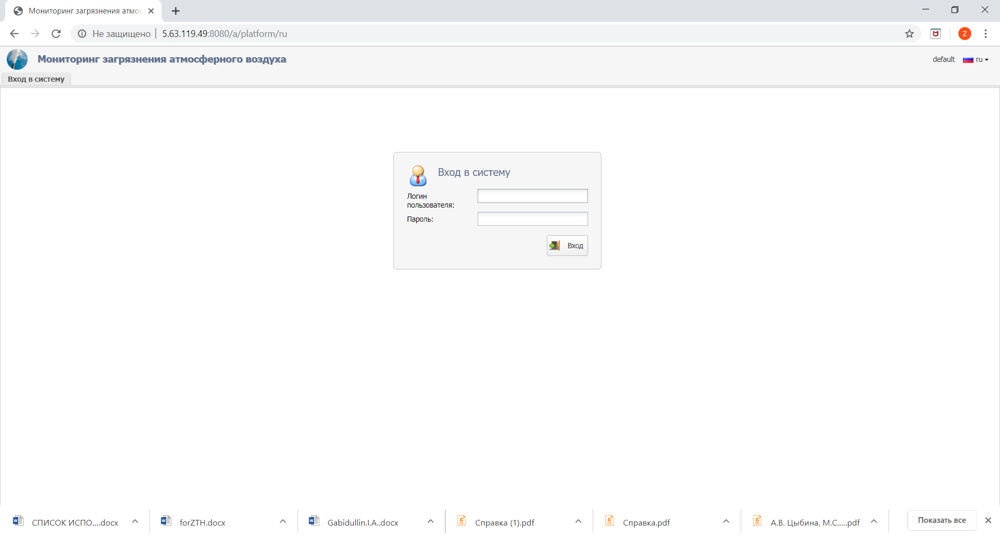 Мониторинг загрязнения атмос
Не защищено
5.63.119.49:8080/a/platform/ru
Z
Мониторинг загрязнения атмосферного воздуха
default
ru
Вход в систему
Вход в систему
Логин
пользователя:
Пароль:
Вход
СПИСОК ИСПО....docx
forZTH.docx
Gabidullin.I.A..docx
Справка (1).pdf
Справка.pdf
А.В. Цыбина, М.С.....pdf
Показать все